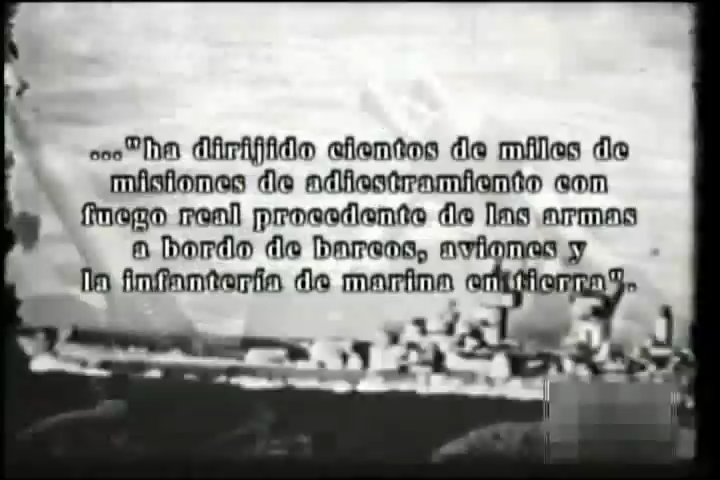 ..."ha dirijido cientos de miles de
misiones de adiestramiento con
fuego real procedente de las armas
a bordo de barcos, aviones y
la infantería de marina en tierra".